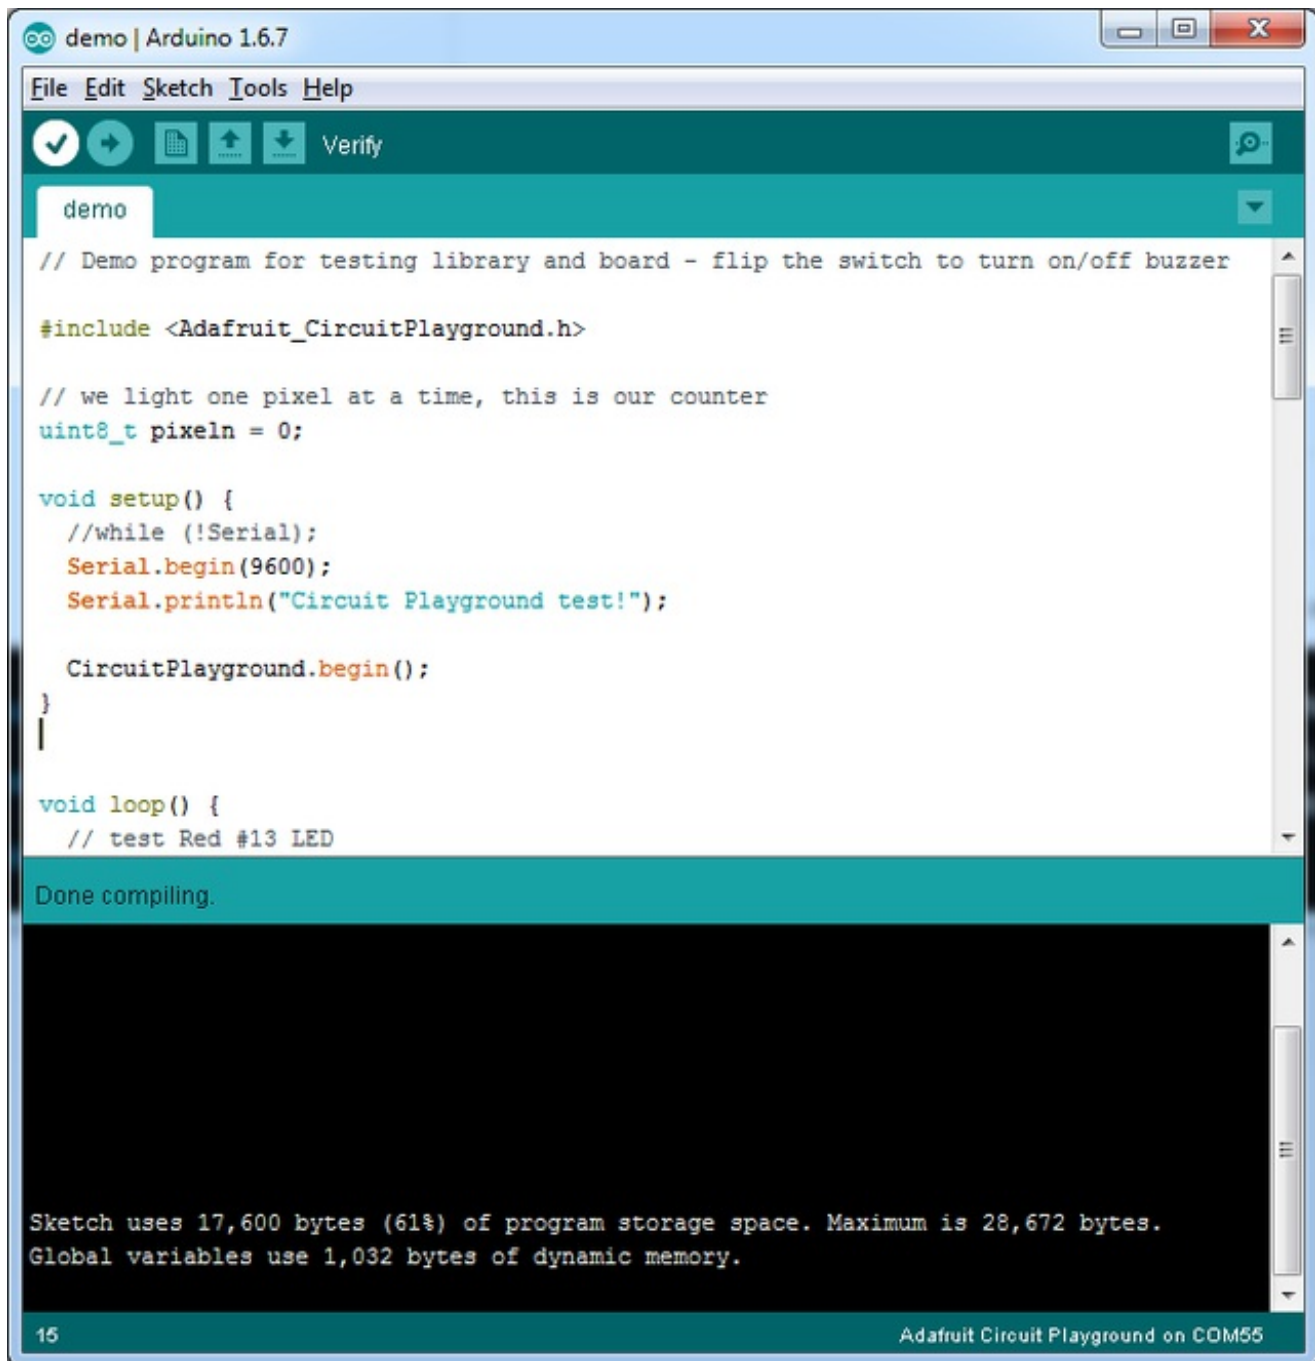 demo | Arduino 1.6.7
File Edit Sketch Tools Help
Verify
demo
// Demo program for testing library and board - flip the switch to turn on/off buzzer
#include <Adafruit_CircuitPlayground.h>
// we light one pixel at a time, this is our counter
uint8_t pixeln = 0;
void setup() {
  //while (!Serial);
  Serial.begin(9600);
  Serial.println("Circuit Playground test!");
  CircuitPlayground.begin();
}
void loop() {
  // test Red #13 LED
Done compiling.
Sketch uses 17,600 bytes (61%) of program storage space. Maximum is 28,672 bytes.
Global variables use 1,032 bytes of dynamic memory.
15 Adafruit Circuit Playground on COM55